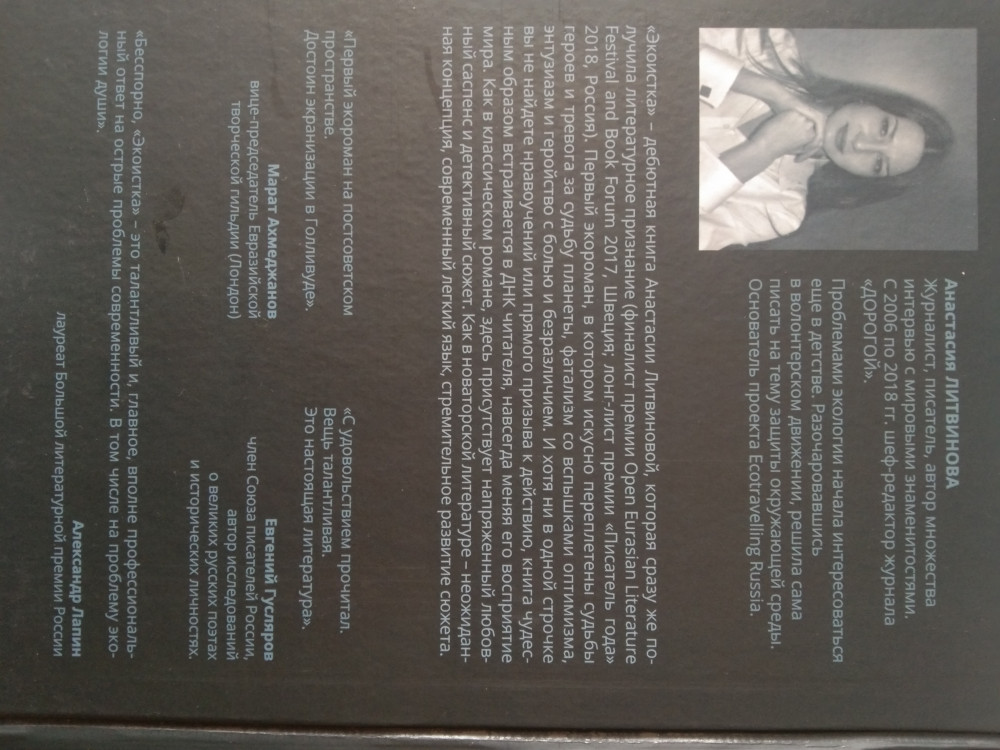 Анастасия ЛИТВИНОВА
Журналист, писатель, автор множества
интервью с мировыми знаменитостями.
С 2006 по 2018 гг. шеф-редактор журнала
«ДОРОГОЙ».
Проблемами экологии начала интересоваться
еще в детстве. Разочаровавшись
в волонтерском движении, решила сама
писать на тему защиты окружающей среды.
Основатель проекта Ecotravelling Russia.
«Экоистка» – дебютная книга Анастасии Литвиновой, которая сразу же по-
лучила литературное признание (финалист премии Open Eurasian Literature
Festival and Book Forum 2017, Швеция; лонг-лист премии «Писатель года»
2018, Россия). Первый экороман, в котором искусно переплетены судьбы
героев и тревога за судьбу планеты, фатализм со вспышками оптимизма,
энтузиазм и геройство с болью и безразличием. И хотя ни в одной строчке
вы не найдете нравоучений или прямого призыва к действию, книга чудес-
ным образом встраивается в ДНК читателя, навсегда меняя его восприятие
мира. Как в классическом романе, здесь присутствует напряженный любов-
ный саспенс и детективный сюжет. Как в новаторской литературе – неожидан-
ная концепция, современный легкий язык, стремительное развитие сюжета.
«Первый экороман на постсоветском
пространстве.
Достоин экранизации в Голливуде».
Марат Ахмеджанов
вице-председатель Евразийской
творческой гильдии (Лондон)
«С удовольствием прочитал.
Вещь талантливая.
Это настоящая литература».
Евгений Гусляров
член Союза писателей России,
автор исследований
о великих русских поэтах
и исторических личностях.
«Бесспорно, «Экоистка» – это талантливый и, главное, вполне профессиональ-
ный ответ на острые проблемы современности. В том числе на проблему эко-
логии души».
Александр Лапин
лауреат Большой литературной премии России